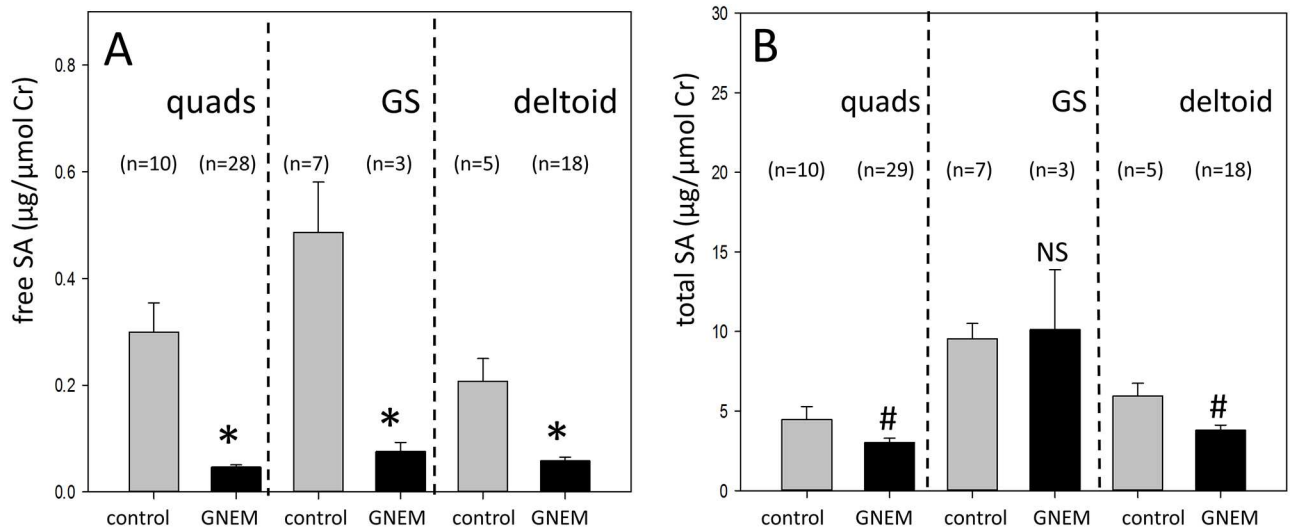 A
free SA (µg/µmol Cr)
0.8
0.6
0.4
0.2
0.0
quads GS deltoid
(n=10) (n=28) (n=7) (n=3) (n=5) (n=18)
* * *
control GNEM control GNEM control GNEM
B
total SA (µg/µmol Cr)
30
25
20
15
10
5
0
quads GS deltoid
(n=10) (n=29) (n=7) (n=3) (n=5) (n=18)
NS
# #
control GNEM control GNEM control GNEM